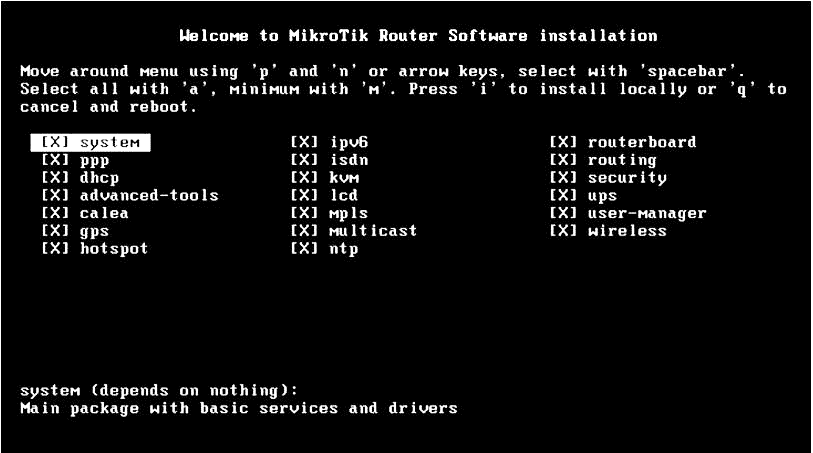 Welcome to MikroTik Router Software installation
Move around menu using 'p' and 'n' or arrow keys, select with 'spacebar'.
Select all with 'a', minimum with 'm'. Press 'i' to install locally or 'q' to
cancel and reboot.
[X] system [X] ipv6 [X] routerboard
[X] ppp [X] isdn [X] routing
[X] dhcp [X] kvm [X] security
[X] advanced-tools [X] lcd [X] ups
[X] calea [X] mpls [X] user-manager
[X] gps [X] multicast [X] wireless
[X] hotspot [X] ntp
system (depends on nothing):
Main package with basic services and drivers